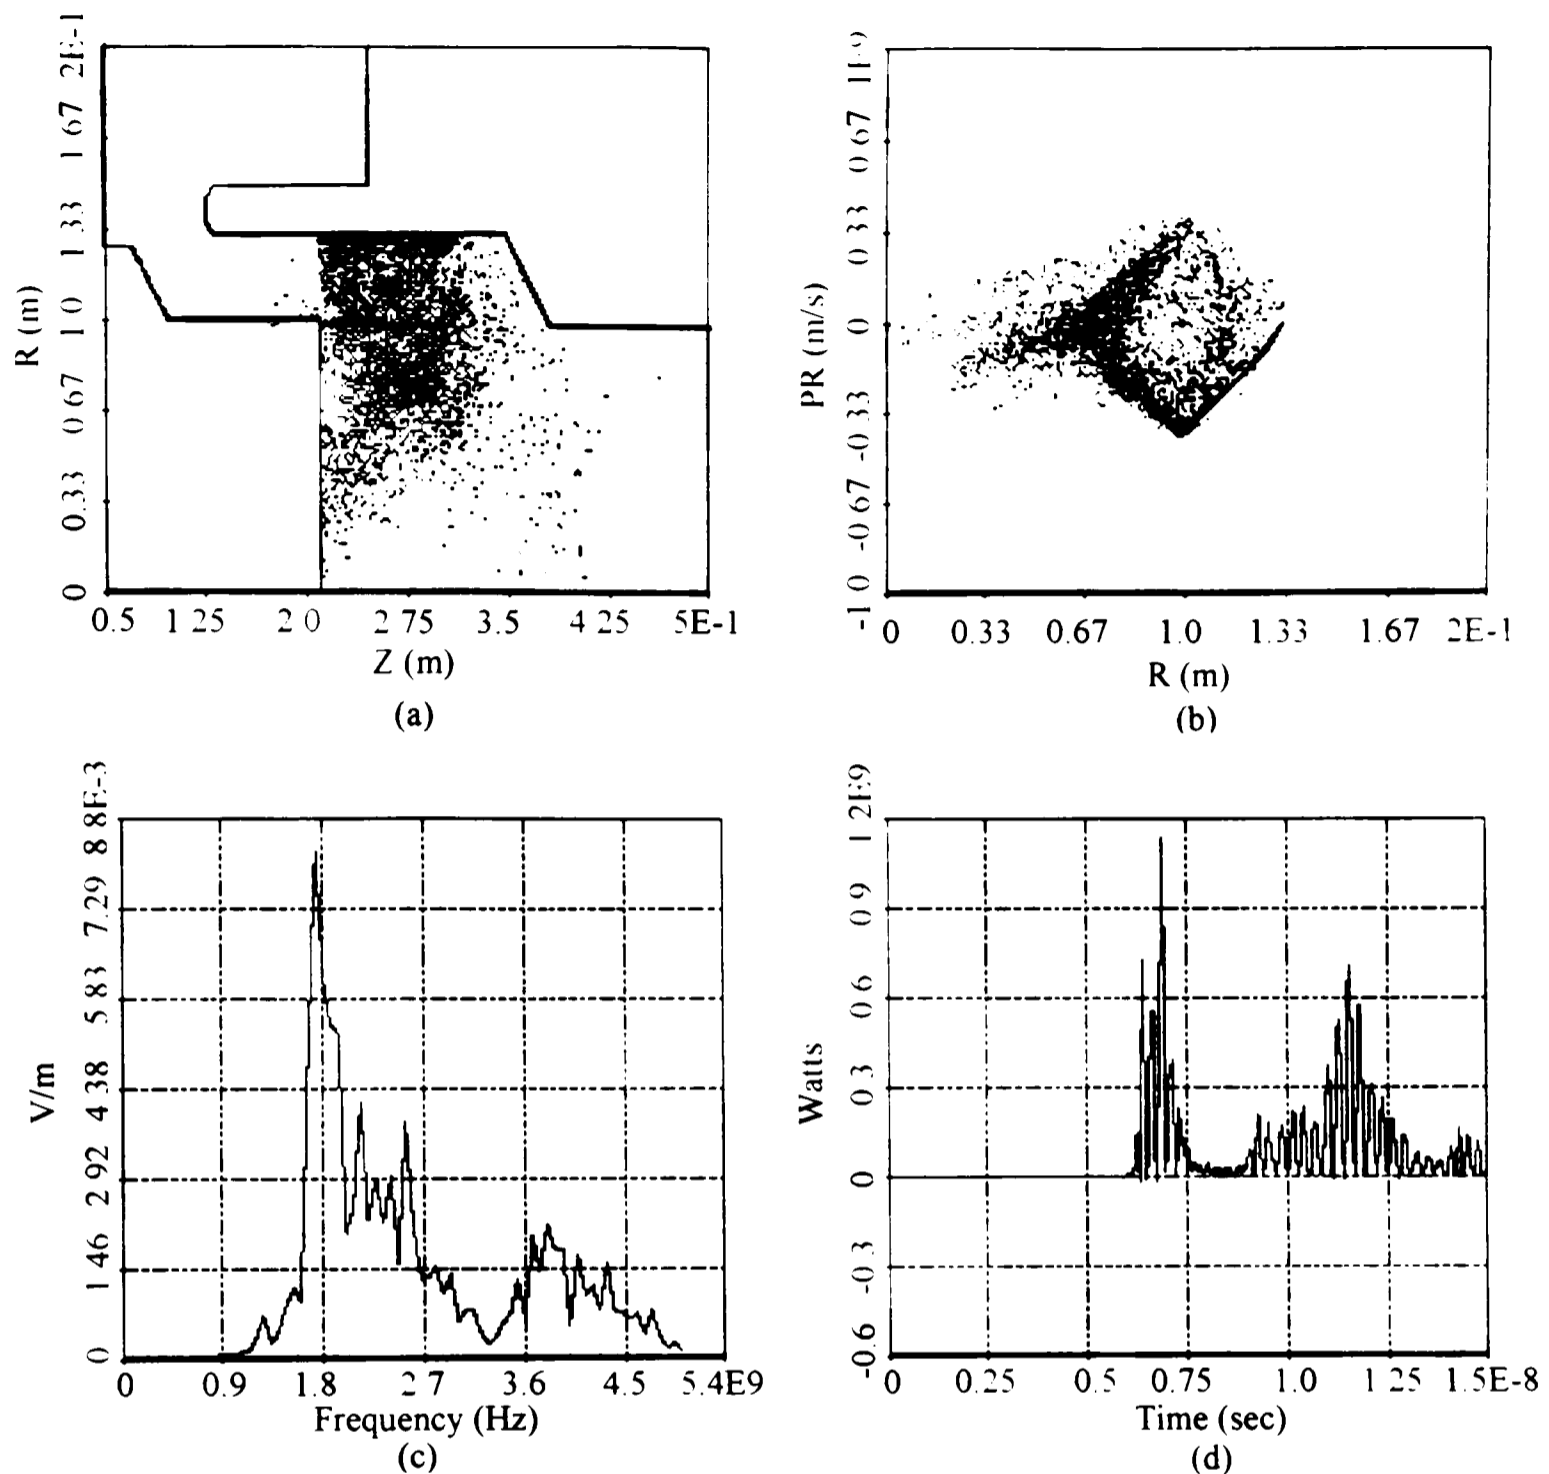 R (m)
2E-1
1 67
1 33
1 0
0 67
0.33
0
0.5 1 25 2 0 2 75 3.5 4 25 5E-1
Z (m)
(a)
PR (m/s)
1E9
0 67
0 33
0
-0 33
-0 67
-1 0
0 0.33 0.67 1.0 1.33 1.67 2E-1
R (m)
(b)
V/m
8 8E-3
7.29
5 83
4 38
2 92
1 46
0
0 0.9 1.8 2 7 3.6 4.5 5.4E9
Frequency (Hz)
(c)
Watts
1 2E9
0 9
0 6
0 3
0
-0 3
-0.6
0 0.25 0.5 0.75 1.0 1 25 1.5E-8
Time (sec)
(d)